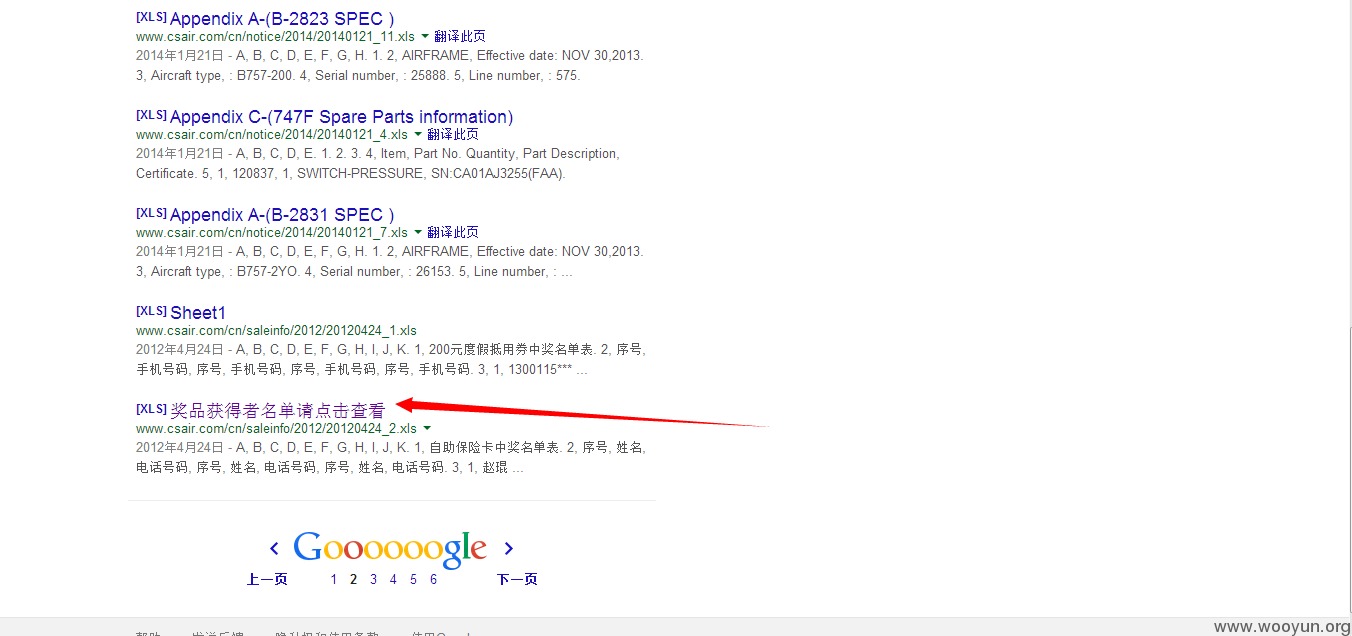 [XLS] Appendix A-(B-2823 SPEC )
www.csair.com/cn/notice/2014/20140121_11.xls ▼ 翻译此页
2014年1月21日 - A, B, C, D, E, F, G, H. 1. 2, AIRFRAME, Effective date: NOV 30,2013.
3, Aircraft type, : B757-200. 4, Serial number, : 25888. 5, Line number, : 575.
[XLS] Appendix C-(747F Spare Parts information)
www.csair.com/cn/notice/2014/20140121_4.xls ▼ 翻译此页
2014年1月21日 - A, B, C, D, E. 1. 2. 3. 4, Item, Part No. Quantity, Part Description,
Certificate. 5, 1, 120837, 1, SWITCH-PRESSURE, SN:CA01AJ3255(FAA).
[XLS] Appendix A-(B-2831 SPEC )
www.csair.com/cn/notice/2014/20140121_7.xls ▼ 翻译此页
2014年1月21日 - A, B, C, D, E, F, G, H. 1. 2, AIRFRAME, Effective date: NOV 30,2013.
3, Aircraft type, : B757-2YO. 4, Serial number, : 26153. 5, Line number, : ...
[XLS] Sheet1
www.csair.com/cn/saleinfo/2012/20120424_1.xls
2012年4月24日 - A, B, C, D, E, F, G, H, I, J, K. 1, 200元度假抵用券中奖名单表. 2, 序号,
手机号码, 序号, 手机号码, 序号, 手机号码, 序号, 手机号码. 3, 1, 1300115*** ...
[XLS] 奖品获得者名单请点击查看
www.csair.com/cn/saleinfo/2012/20120424_2.xls ▼
2012年4月24日 - A, B, C, D, E, F, G, H, I, J, K. 1, 自助保险卡中奖名单表. 2, 序号, 姓名,
电话号码, 序号, 姓名, 电话号码, 序号, 姓名, 电话号码. 3, 1, 赵琨 ...
< Goooooogle >
上一页 1 2 3 4 5 6 下一页
www.wooyun.org